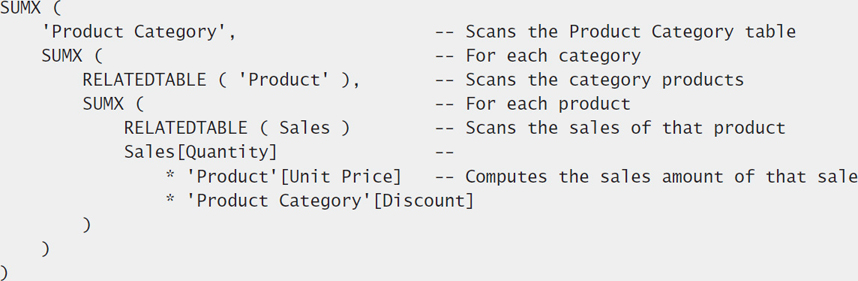 SUMX (
    'Product Category',                        -- Scans the Product Category table
    SUMX (                                     -- For each category
        RELATEDTABLE ( 'Product' ),            -- Scans the category products
        SUMX (                                 -- For each product
            RELATEDTABLE ( Sales )             -- Scans the sales of that product
            Sales[Quantity]                    --
                * 'Product'[Unit Price]        -- Computes the sales amount of that sale
                * 'Product Category'[Discount]
        )
    )
)